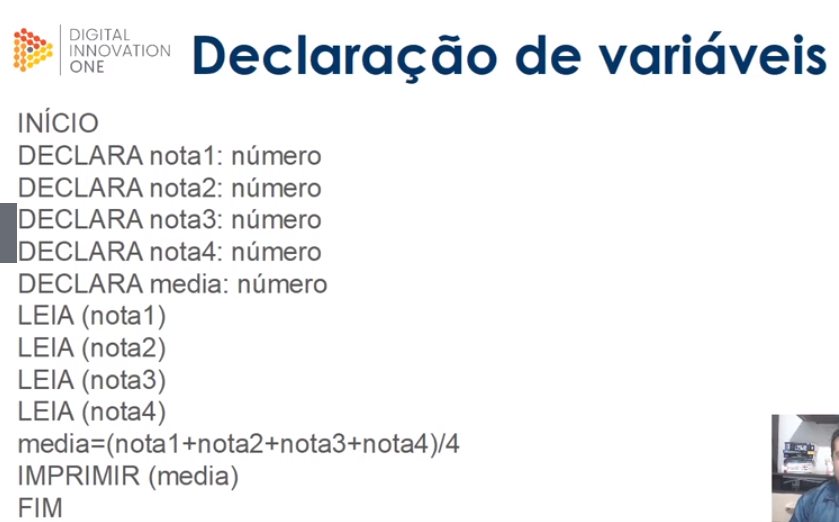 DIGITAL
INNOVATION
ONE
Declaração de variáveis
INÍCIO
DECLARA nota1: número
DECLARA nota2: número
DECLARA nota3: número
DECLARA nota4: número
DECLARA media: número
LEIA (nota1)
LEIA (nota2)
LEIA (nota3)
LEIA (nota4)
media=(nota1+nota2+nota3+nota4)/4
IMPRIMIR (media)
FIM